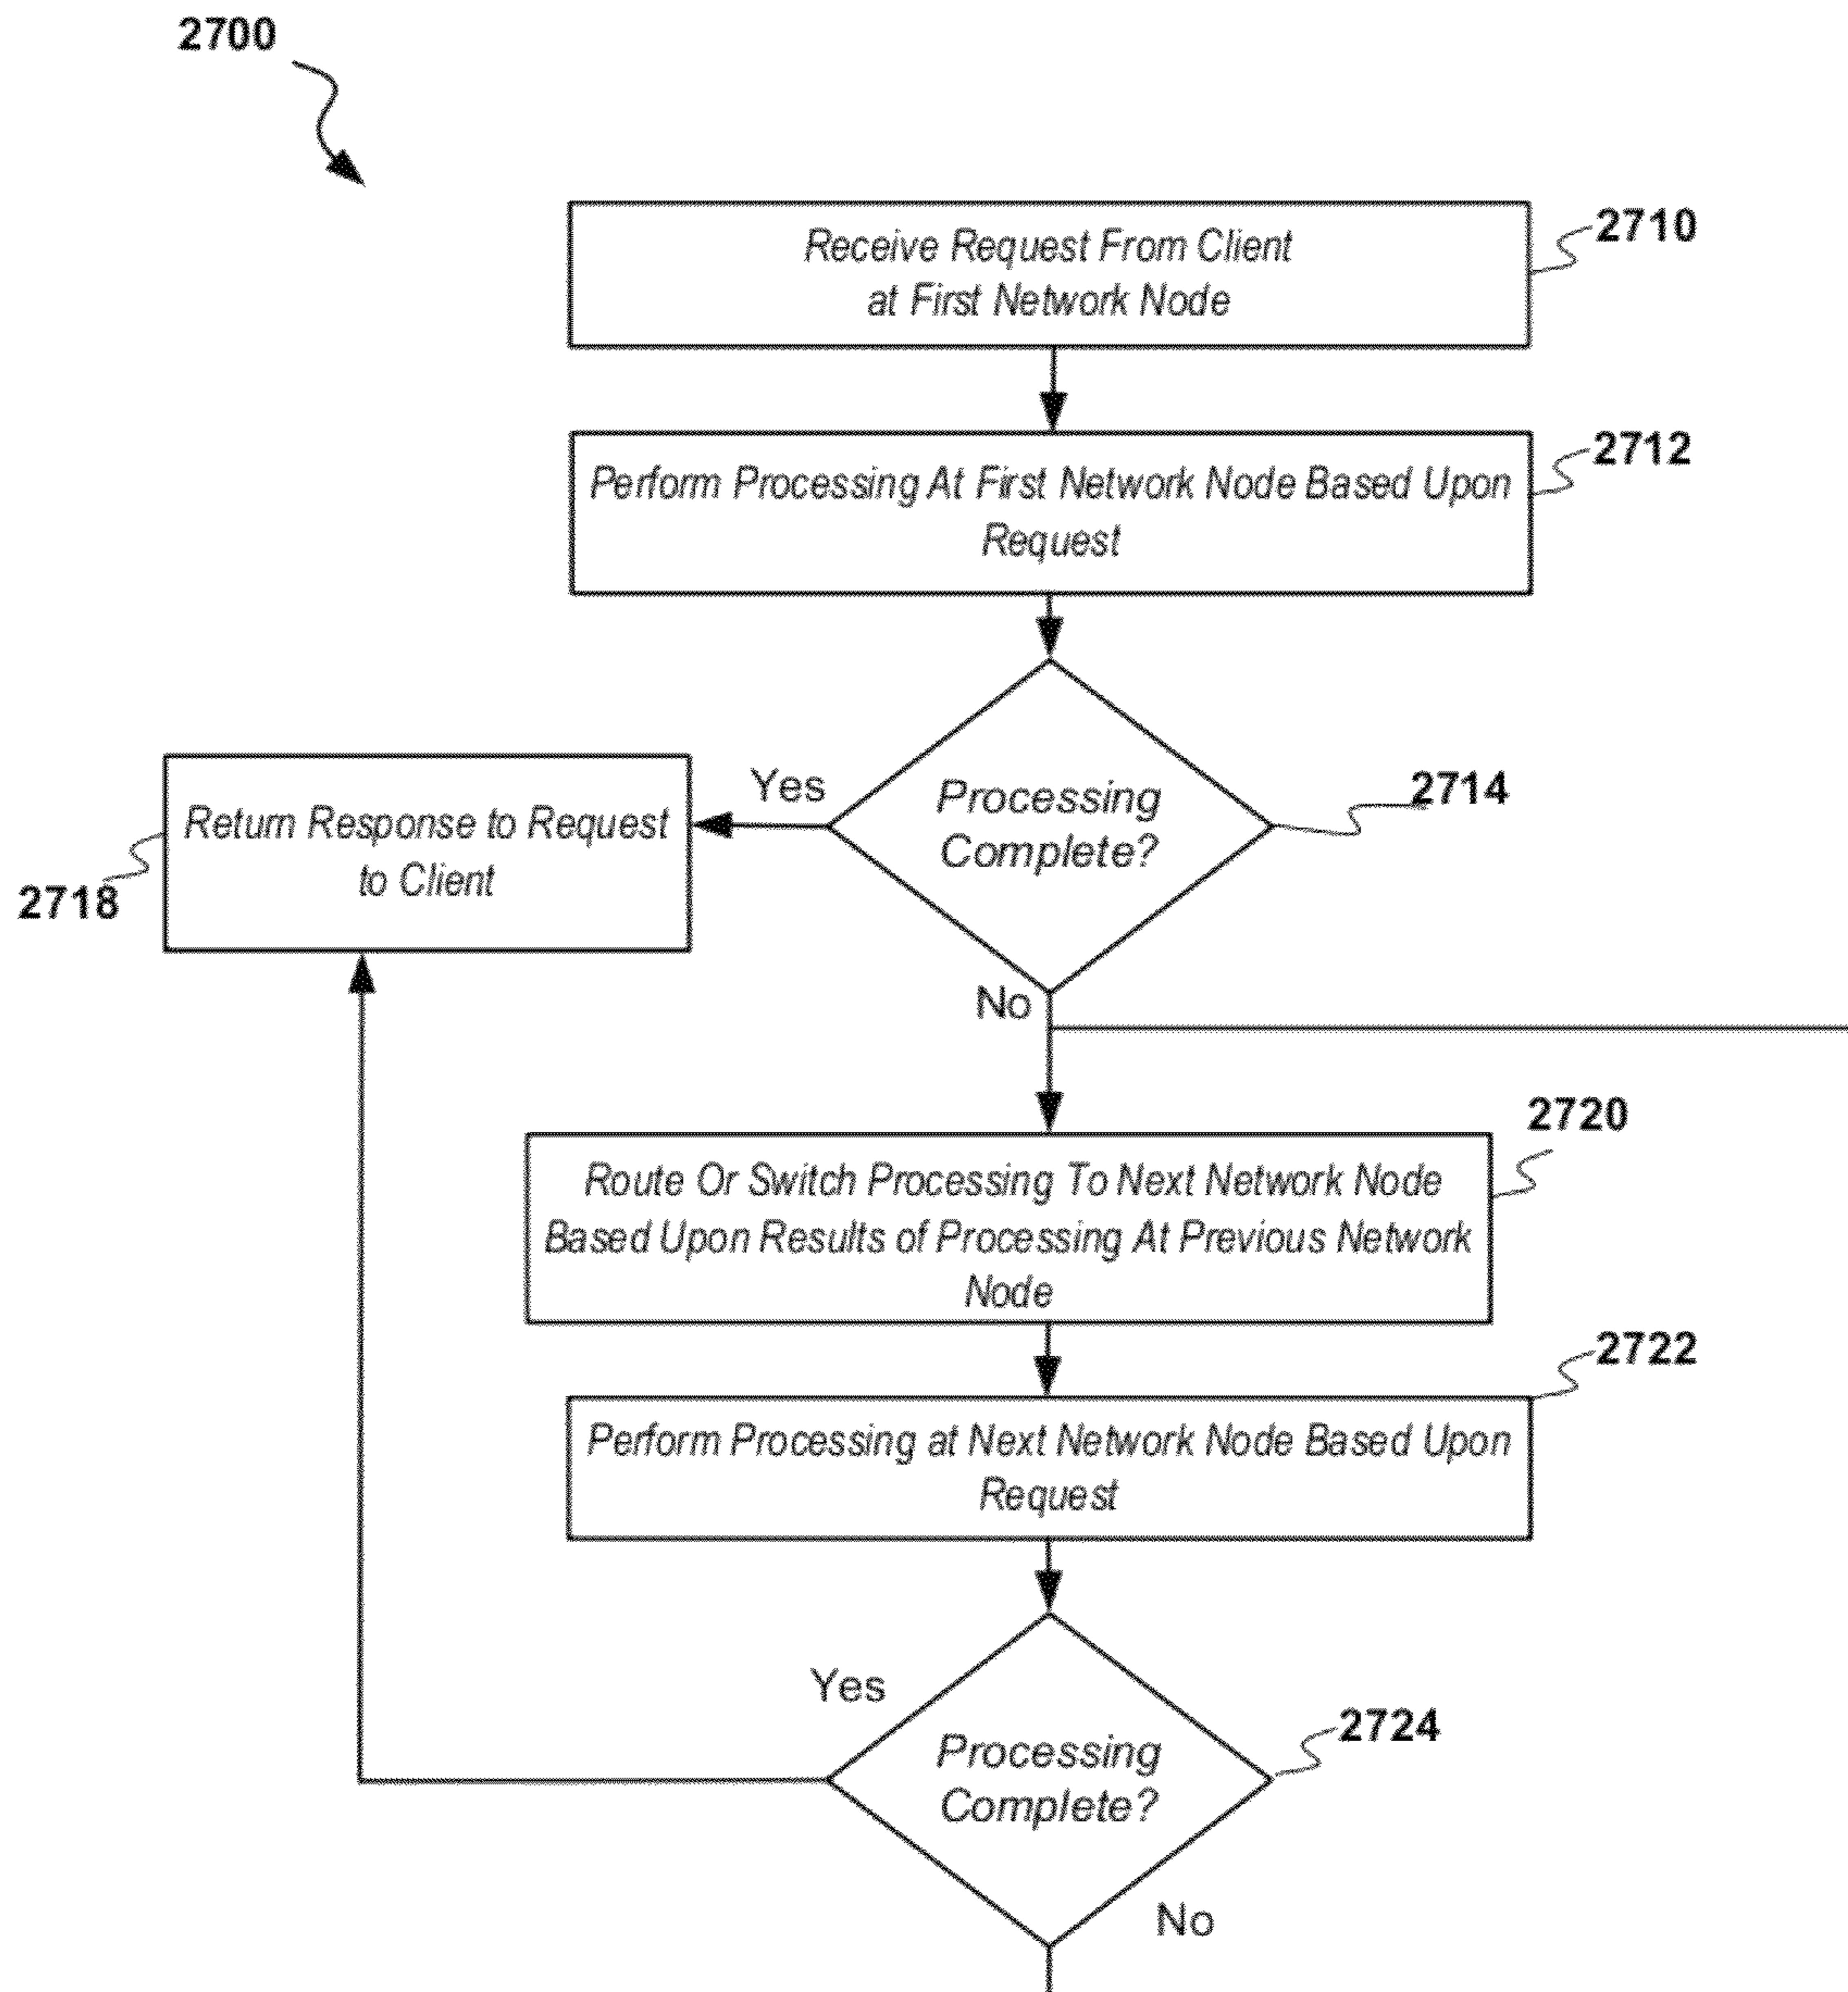 2700
Receive Request From Client
at First Network Node
2710
Perform Processing At First Network Node Based Upon
Request
2712
Processing
Complete?
2714
Yes
Return Response to Request
to Client
2718
No
Route Or Switch Processing To Next Network Node
Based Upon Results of Processing At Previous Network
Node
2720
Perform Processing at Next Network Node Based Upon
Request
2722
Yes
Processing
Complete?
2724
No